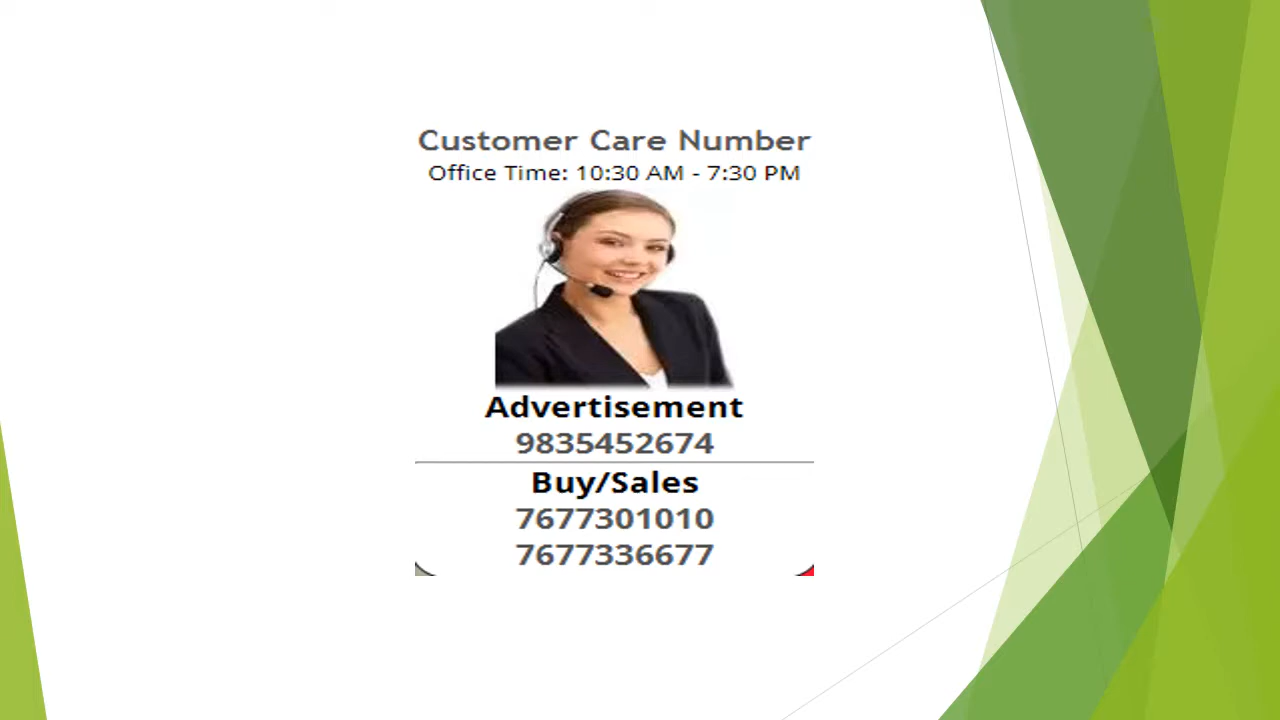 Customer Care Number
Office Time: 10:30 AM - 7:30 PM
Advertisement
9835452674
Buy/Sales
7677301010
7677336677